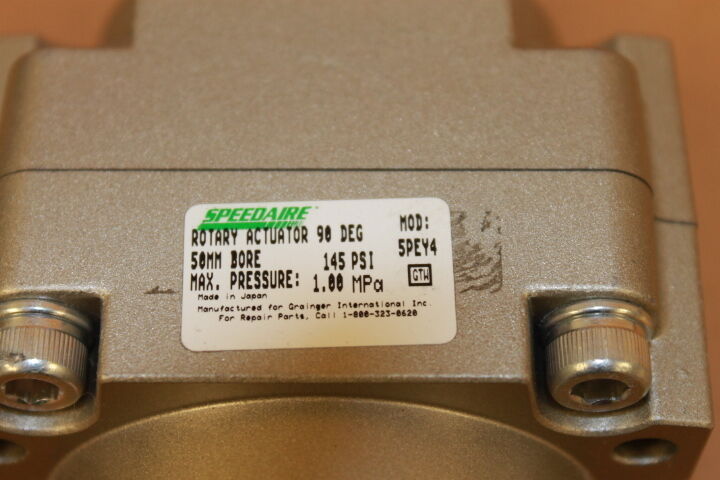 SPEEDAIRE
ROTARY ACTUATOR 90 DEG MOD:
50MM BORE 145 PSI 5PEY4
MAX. PRESSURE: 1.00 MPa GTW
Made in Japan
Manufactured for Grainger International Inc.
For Repair Parts, Call 1-800-323-0620